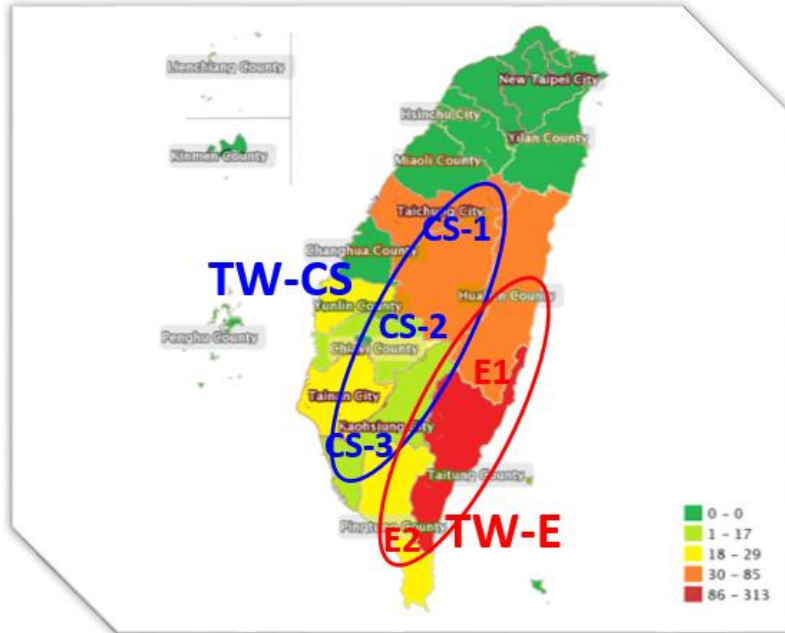 Lienchiang County
New Taipei City
Hsinchu City
Kinmen County
Yilan County
Miaoli County
Taichung City
CS-1
Changhua County
TW-CS
Hualien County
Yunlin County
CS-2
Penghu County
Chiayi County
E1
Tainan City
Kaohsiung City
CS-3
Taitung County
Pingtung County
E2
TW-E
0 - 0
1 - 17
18 - 29
30 - 85
86 - 313